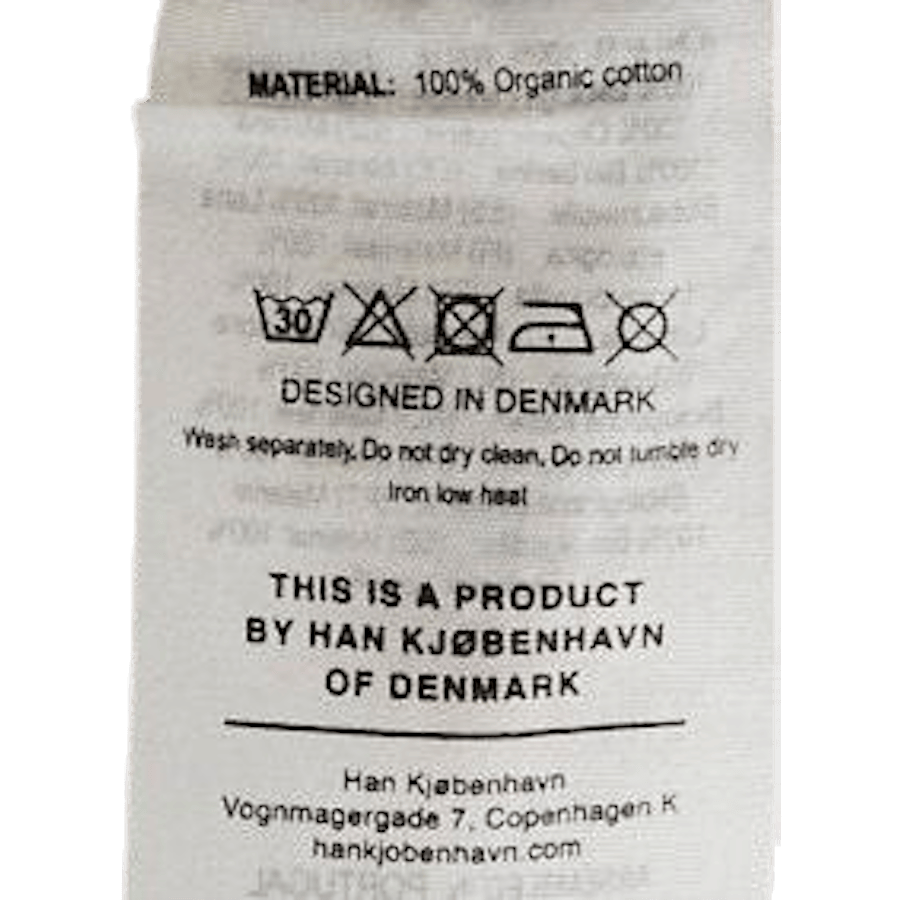 MATERIAL: 100% Organic cotton
30
DESIGNED IN DENMARK
Wash separately, Do not dry clean, Do not tumble dry
Iron low heat
THIS IS A PRODUCT
BY HAN KJØBENHAVN
OF DENMARK
Han Kjøbenhavn
Vognmagergade 7, Copenhagen K
hankjobenhavn.com